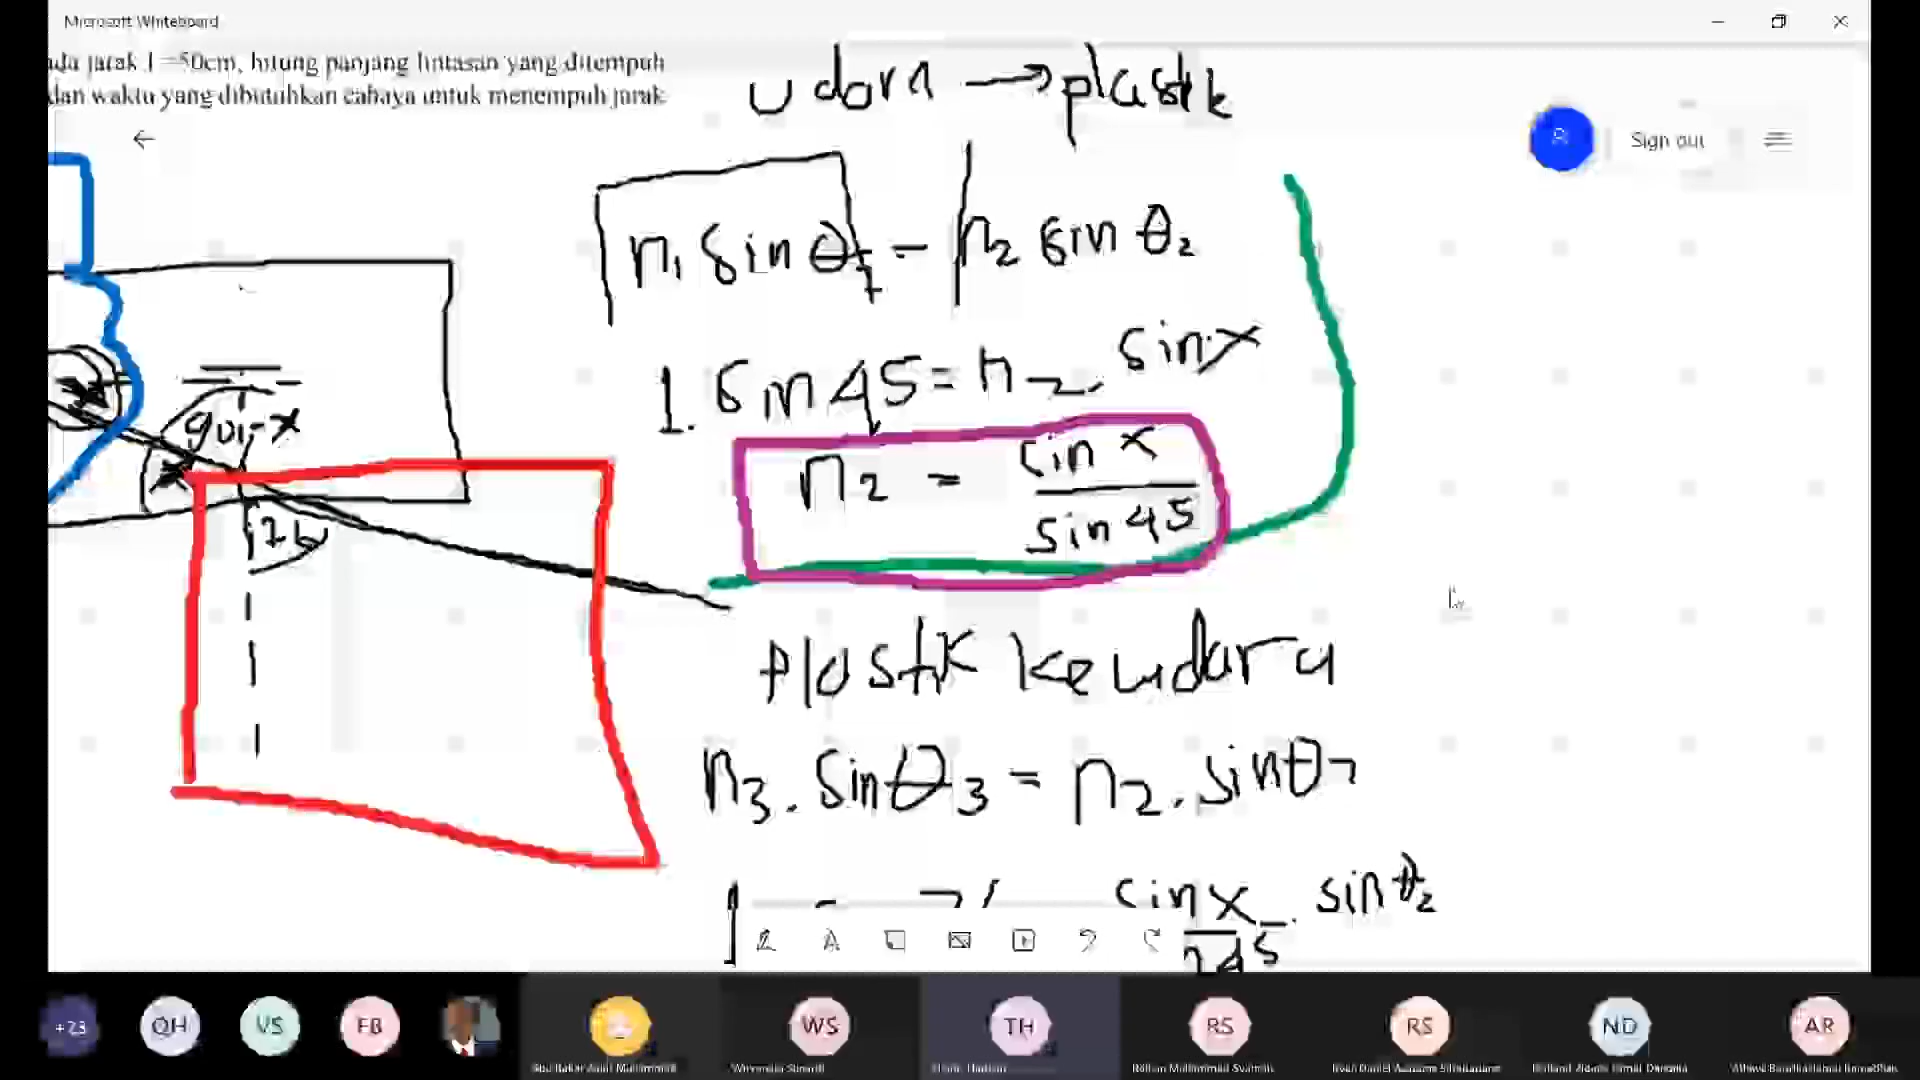 Microsoft Whiteboard
ada jarak l =50cm, hitung panjang lintasan yang ditempuh
dan waktu yang dibutuhkan cahaya untuk menempuh jarak
udara → plastik
Sign out
n₁ sin θ₁ = n₂ sin θ₂
1. sin 45 = n₂. sin x
n₂ = sin x / sin 45
90-x
76
Plastik ke udara
n₃. sin θ₃ = n₂. sin θ₂
sin x / 45 . sin θ₂
+23
QH
VS
FB
WS
TH
RS
RS
ND
AR